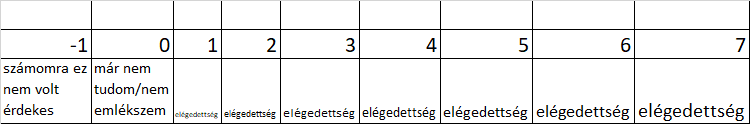 -1 0 1 2 3 4 5 6 7
számomra ez nem volt érdekes
már nem tudom/nem emlékszem
elégedettség elégedettség elégedettség elégedettség elégedettség elégedettség elégedettség